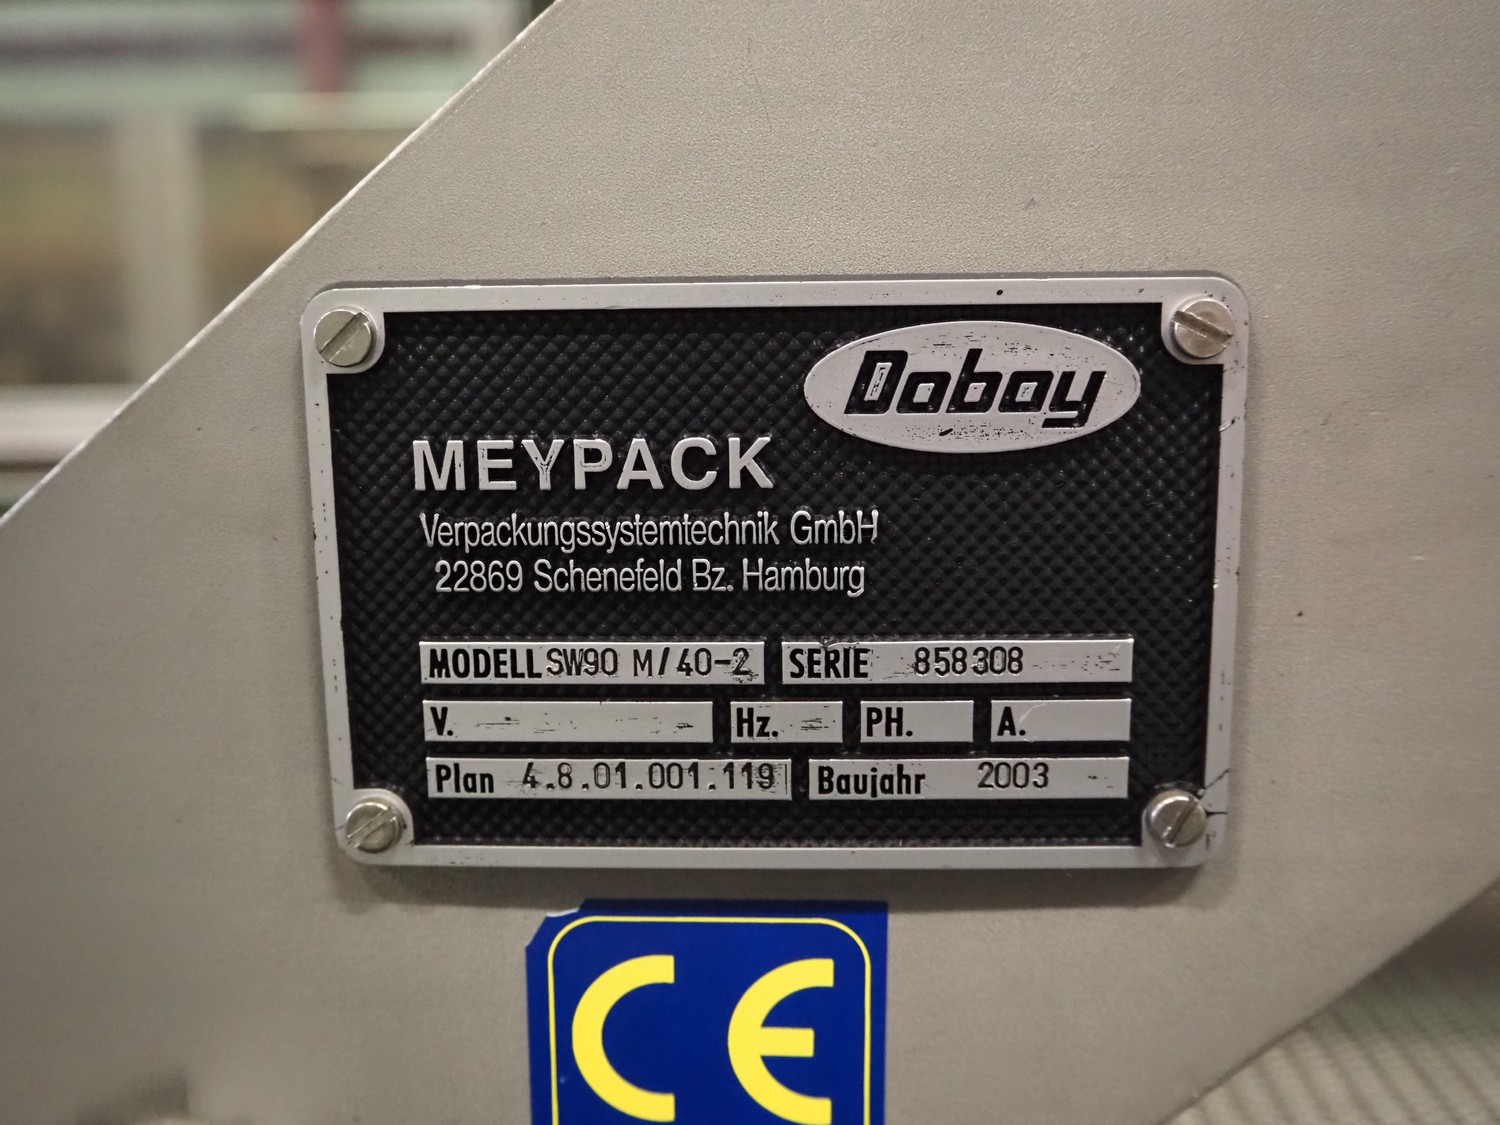 Doboy
MEYPACK
Verpackungssystemtechnik GmbH
22869 Schenefeld Bz. Hamburg
MODELL SW90 M/40-2 SERIE 858308
V. Hz. PH. A.
Plan 4.8.01.001.119 Baujahr 2003
CE